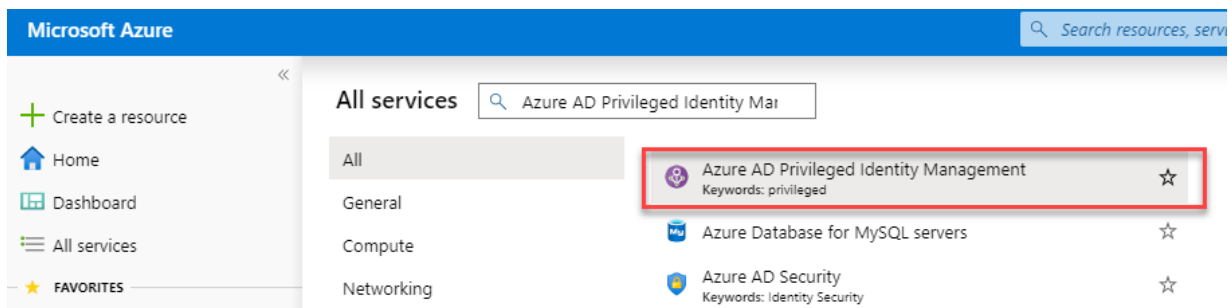 Microsoft Azure
Search resources, servi
«
Create a resource
Home
Dashboard
All services
FAVORITES
All services
Azure AD Privileged Identity Mar
All
General
Compute
Networking
Azure AD Privileged Identity Management
Keywords: privileged
My
Azure Database for MySQL servers
Azure AD Security
Keywords: Identity Security